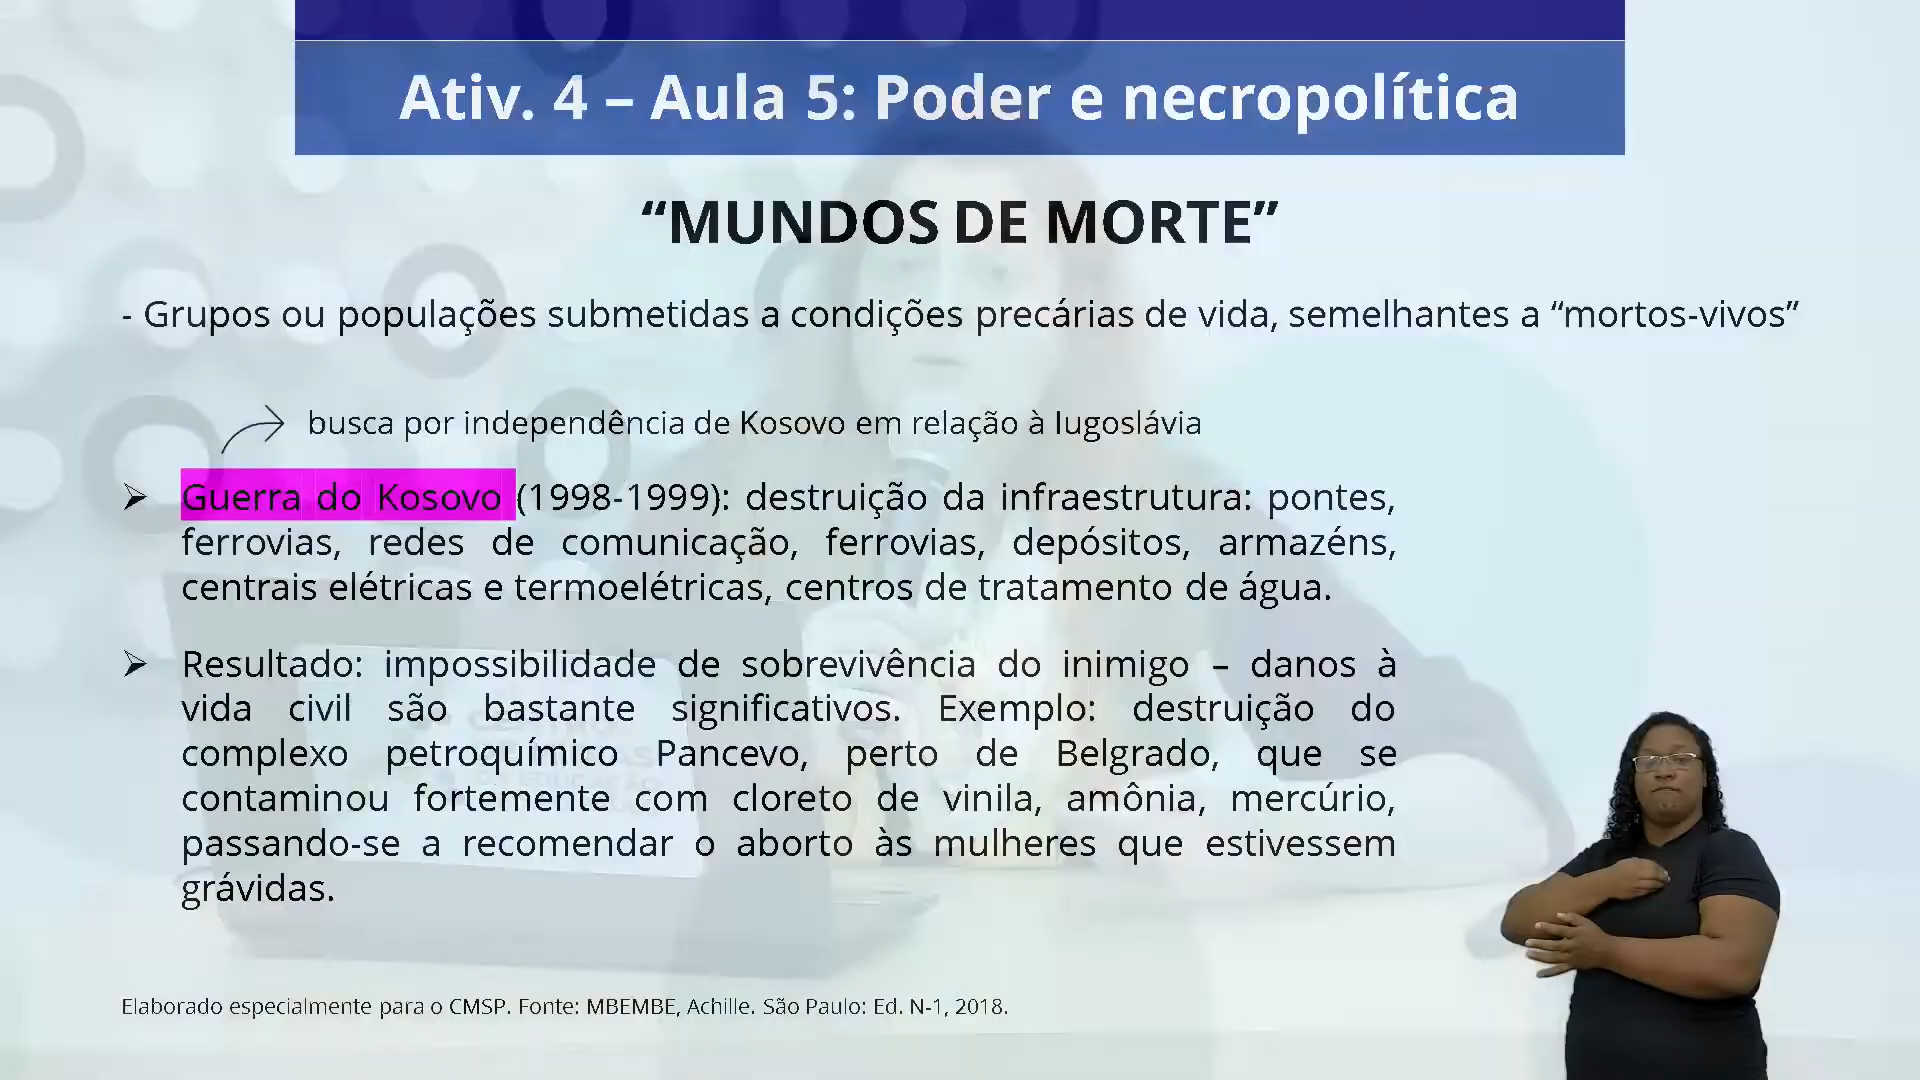 Ativ. 4 – Aula 5: Poder e necropolítica
“MUNDOS DE MORTE”
- Grupos ou populações submetidas a condições precárias de vida, semelhantes a “mortos-vivos”
busca por independência de Kosovo em relação à Iugoslávia
➢ Guerra do Kosovo (1998-1999): destruição da infraestrutura: pontes,
ferrovias, redes de comunicação, ferrovias, depósitos, armazéns,
centrais elétricas e termoelétricas, centros de tratamento de água.
➢ Resultado: impossibilidade de sobrevivência do inimigo – danos à
vida civil são bastante significativos. Exemplo: destruição do
complexo petroquímico Pancevo, perto de Belgrado, que se
contaminou fortemente com cloreto de vinila, amônia, mercúrio,
passando-se a recomendar o aborto às mulheres que estivessem
grávidas.
Elaborado especialmente para o CMSP. Fonte: MBEMBE, Achille. São Paulo: Ed. N-1, 2018.